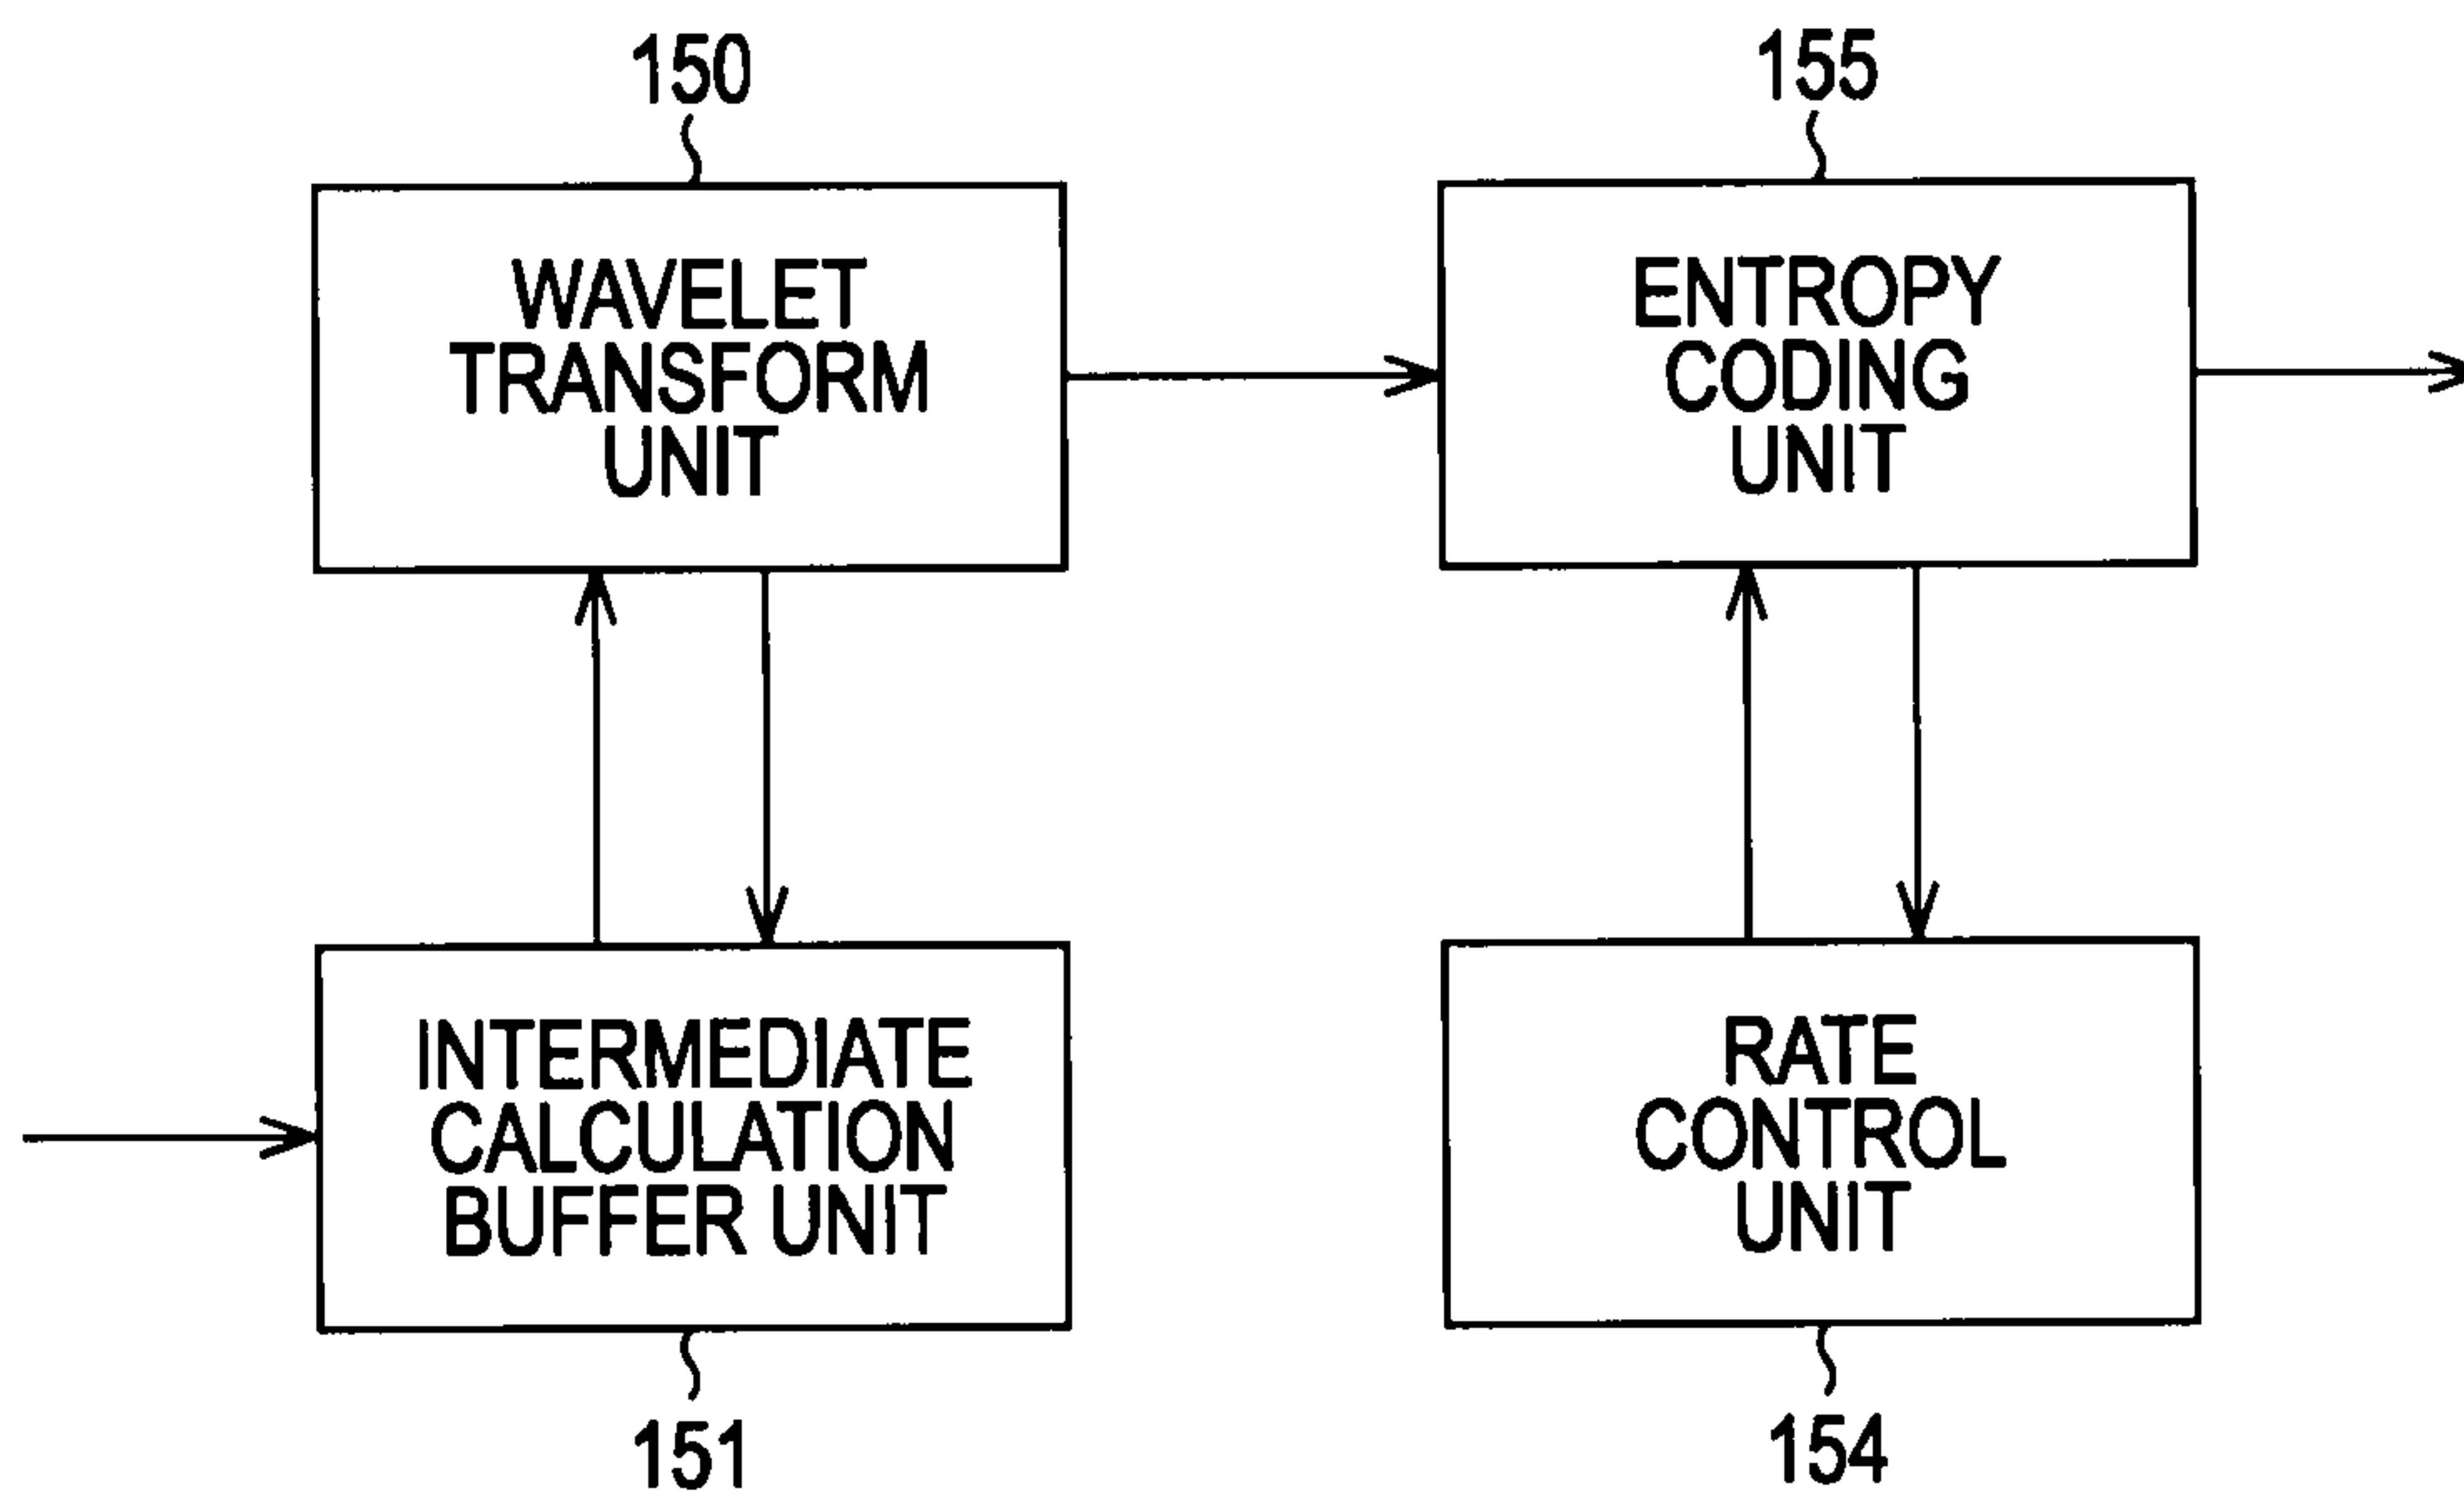 150
WAVELET
TRANSFORM
UNIT
155
ENTROPY
CODING
UNIT
INTERMEDIATE
CALCULATION
BUFFER UNIT
151
RATE
CONTROL
UNIT
154